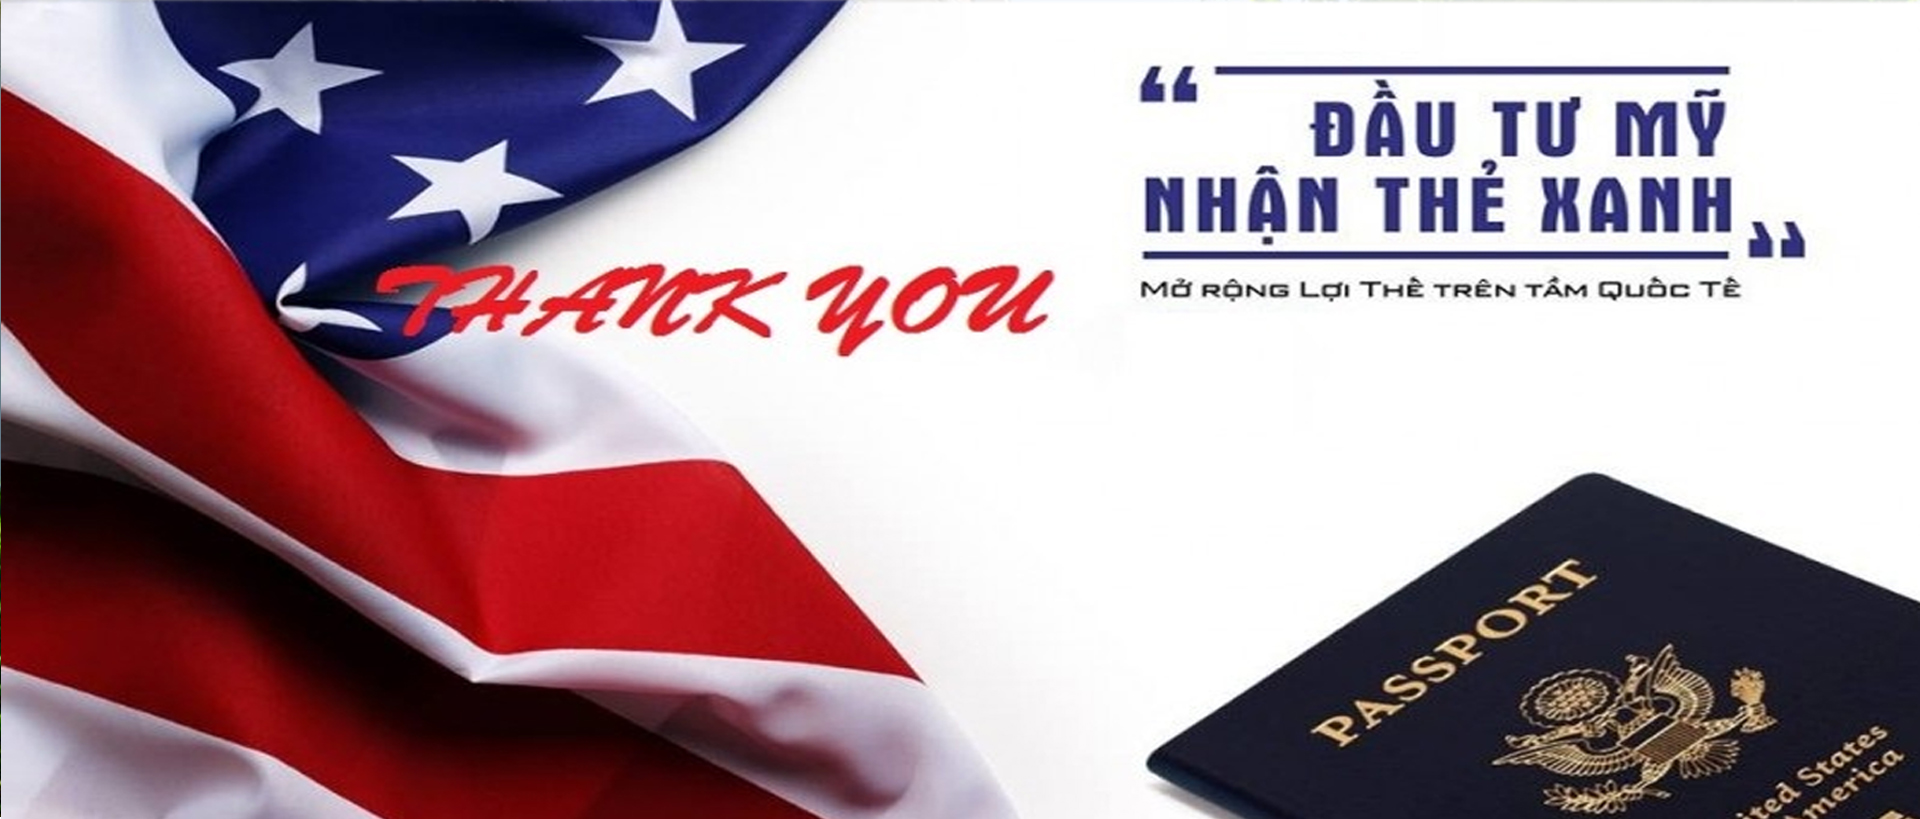 “ ĐẦU TƯ MỸ
NHẬN THẺ XANH ”
Mở rộng Lợi Thế trên tầm Quốc Tế
THANK YOU
PASSPORT
United States
America